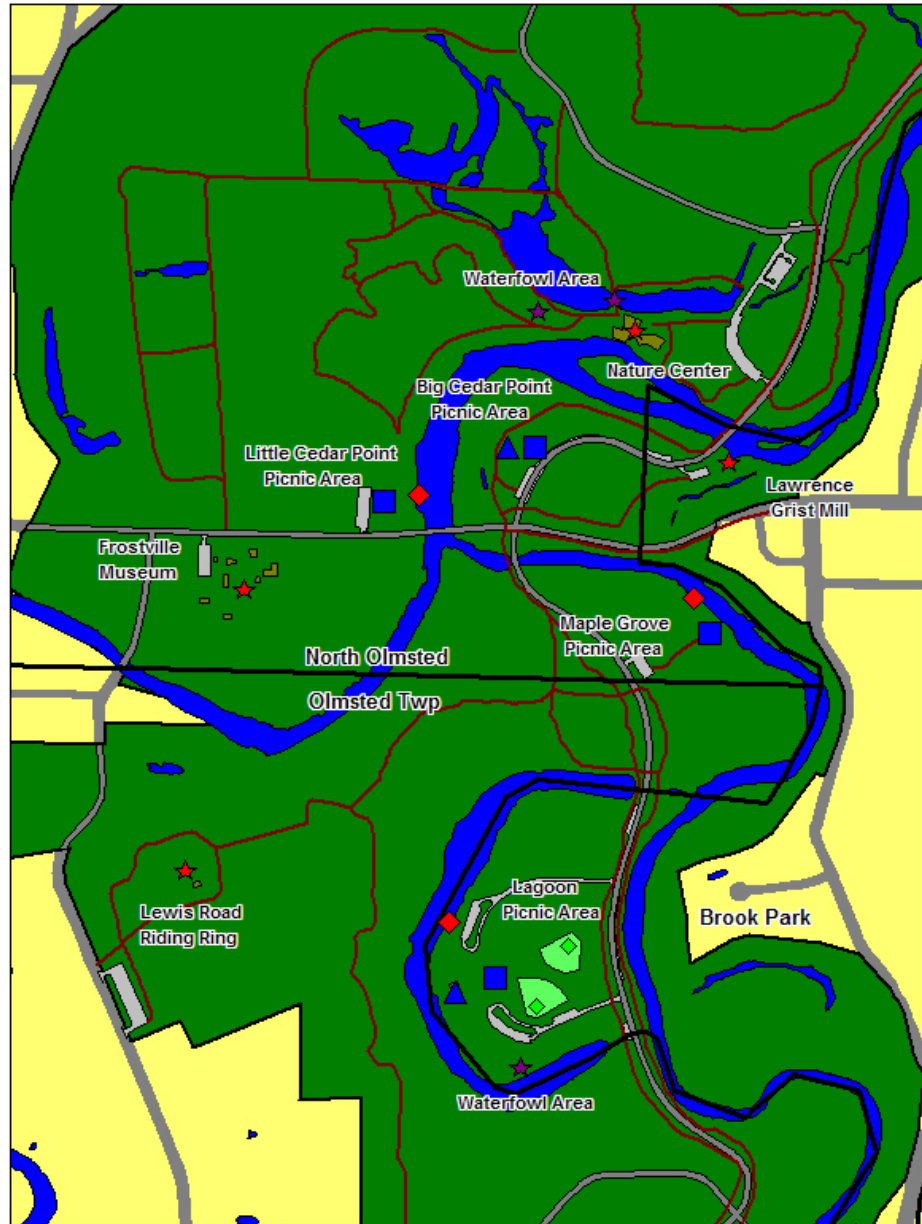 Waterfowl Area
Nature Center
Big Cedar Point
Picnic Area
Little Cedar Point
Picnic Area
Lawrence
Grist Mill
Frostville
Museum
Maple Grove
Picnic Area
North Olmsted
Olmsted Twp
Lagoon
Picnic Area
Lewis Road
Riding Ring
Brook Park
Waterfowl Area